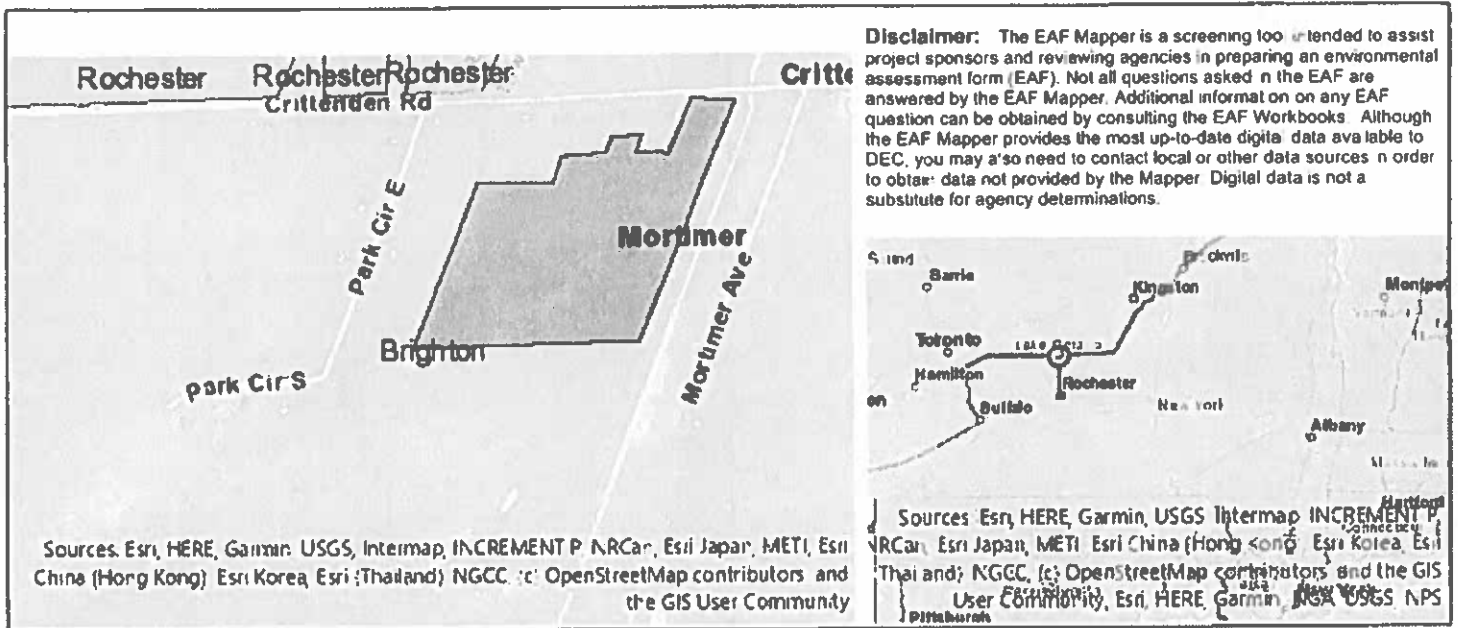 Rochester Rochester Rochester Critte
Crittenden Rd
Park Cir E
Mortimer
Mortimer Ave
Brighton
Park Cir S
Sources. Esri, HERE, Garmin USGS, Intermap, INCREMENT P NRCan, Esri Japan, METI, Esri
China (Hong Kong) Esri Korea, Esri (Thailand) NGCC (c) OpenStreetMap contributors and
the GIS User Community
Disclaimer: The EAF Mapper is a screening tool intended to assist
project sponsors and reviewing agencies in preparing an environmental
assessment form (EAF). Not all questions asked in the EAF are
answered by the EAF Mapper. Additional information on any EAF
question can be obtained by consulting the EAF Workbooks. Although
the EAF Mapper provides the most up-to-date digital data available to
DEC, you may also need to contact local or other data sources in order
to obtain data not provided by the Mapper. Digital data is not a
substitute for agency determinations.
Barrie
Kingston
Montpe
Toronto
Hamilton
Rochester
Buffalo
New York
Albany
Hartford
Sources Esri, HERE, Garmin, USGS Intermap INCREMENT P
NRCan, Esri Japan, METI Esri China (Hong Kong) Esri Korea, Esri
Thailand) NGCC, (c) OpenStreetMap contributors and the GIS
User Community, Esri, HERE, Garmin, NGA USGS NPS
Pittsburgh